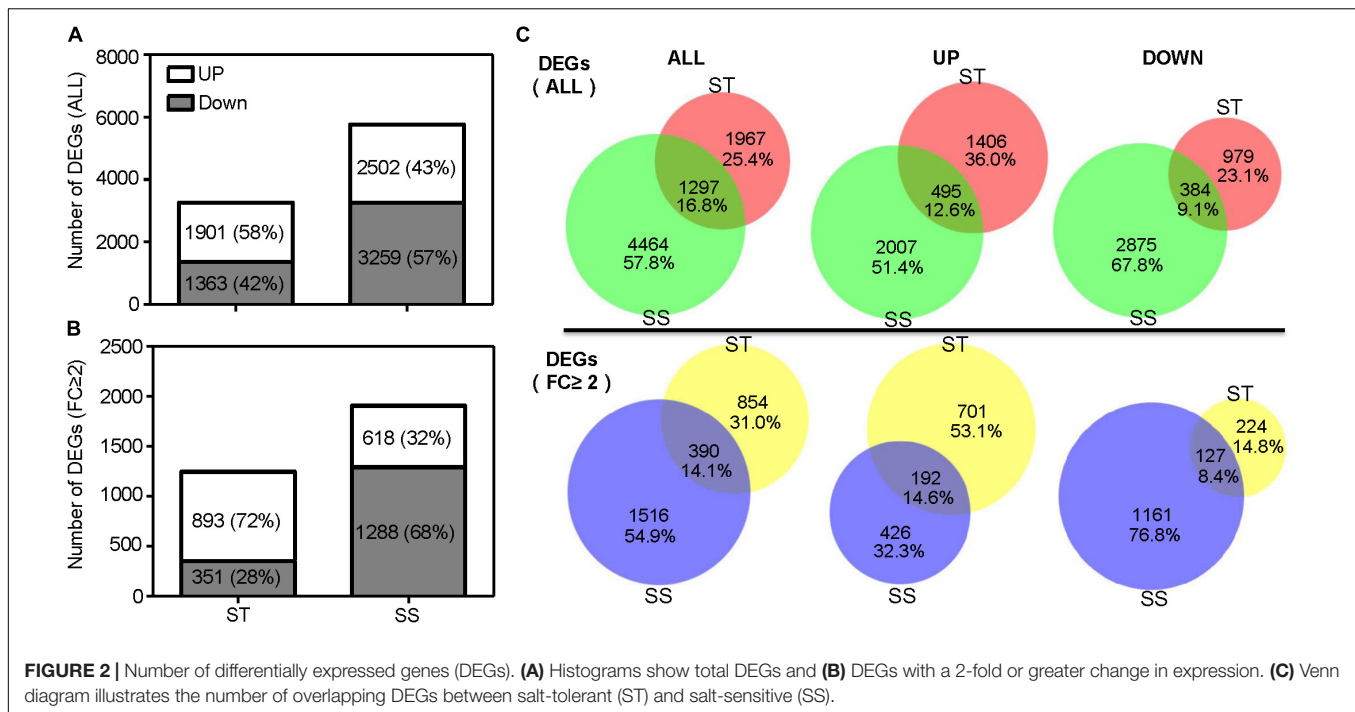 A
8000
6000
4000
2000
0
Number of DEGs (ALL)
UP
Down
1901 (58%)
1363 (42%)
2502 (43%)
3259 (57%)
B
2500
2000
1500
1000
500
0
Number of DEGs (FC≥2)
893 (72%)
351 (28%)
618 (32%)
1288 (68%)
ST
SS
C
DEGs
( ALL )
ALL
UP
DOWN
ST
1967
25.4%
1297
16.8%
4464
57.8%
SS
ST
1406
36.0%
495
12.6%
2007
51.4%
SS
ST
979
23.1%
384
9.1%
2875
67.8%
SS
DEGs
( FC≥ 2 )
ST
854
31.0%
390
14.1%
1516
54.9%
SS
ST
701
53.1%
192
14.6%
426
32.3%
SS
ST
224
14.8%
127
8.4%
1161
76.8%
SS
FIGURE 2 | Number of differentially expressed genes (DEGs). (A) Histograms show total DEGs and (B) DEGs with a 2-fold or greater change in expression. (C) Venn
diagram illustrates the number of overlapping DEGs between salt-tolerant (ST) and salt-sensitive (SS).